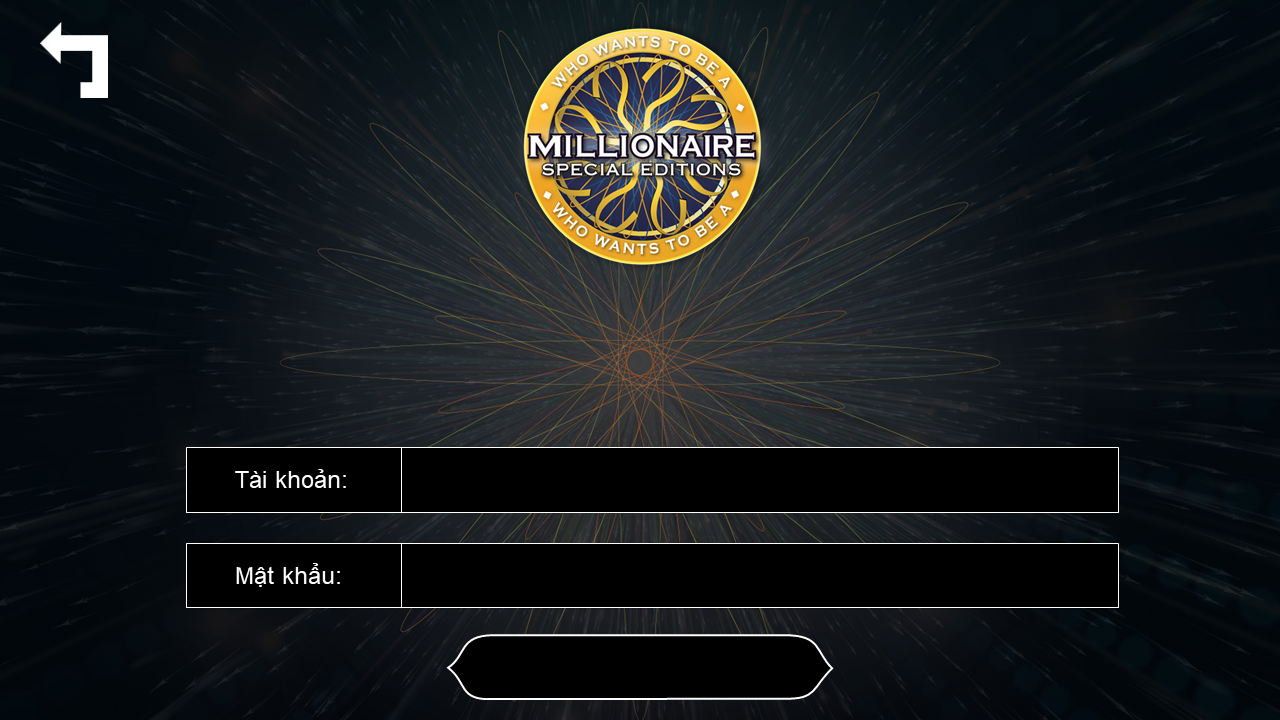 WHO WANTS TO BE A
MILLIONAIRE
SPECIAL EDITIONS
WHO WANTS TO BE A
Tài khoản:
Mật khẩu: